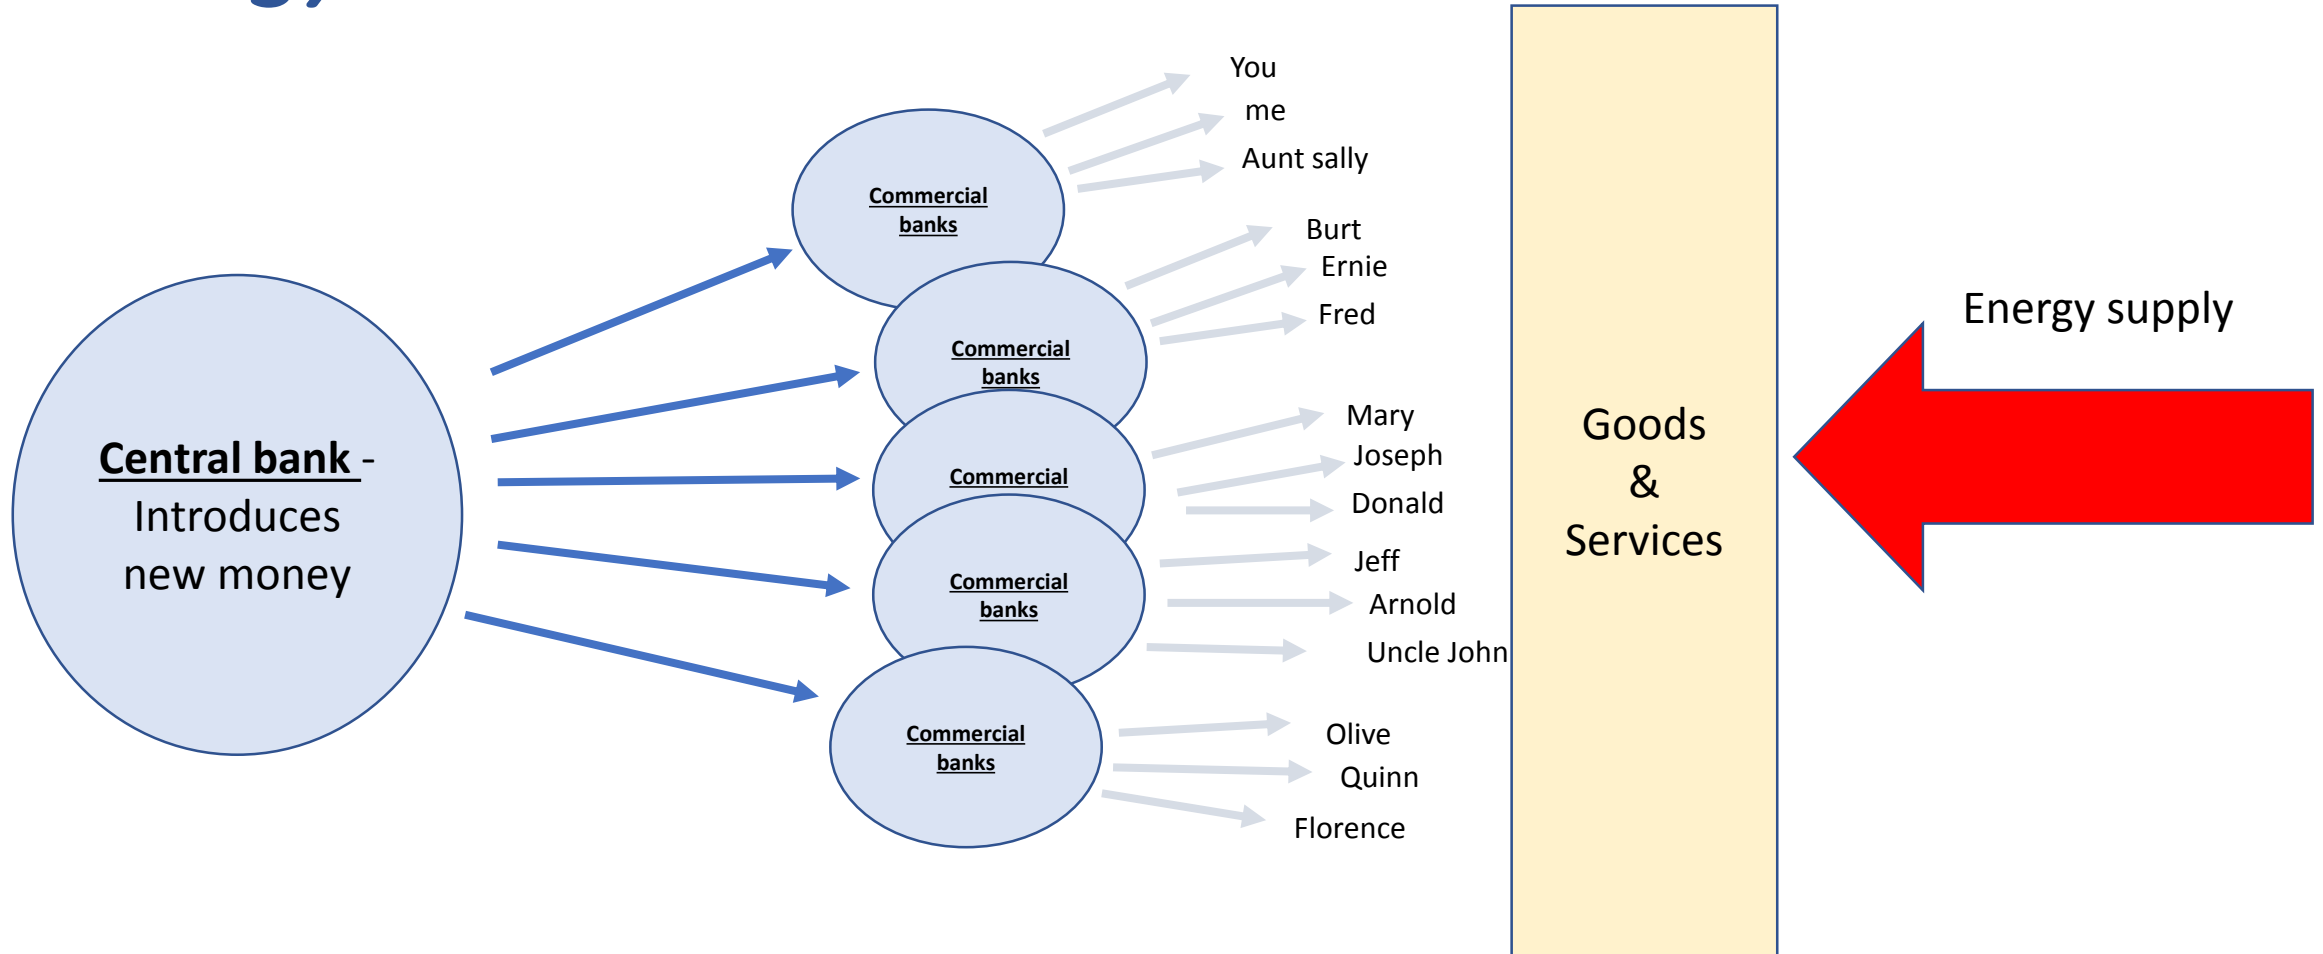 You
me
Aunt sally
Commercial
banks
Burt
Ernie
Fred
Commercial
banks
Mary
Joseph
Donald
Commercial
Jeff
Arnold
Uncle John
Commercial
banks
Olive
Quinn
Florence
Commercial
banks
Central bank -
Introduces
new money
Goods
&
Services
Energy supply